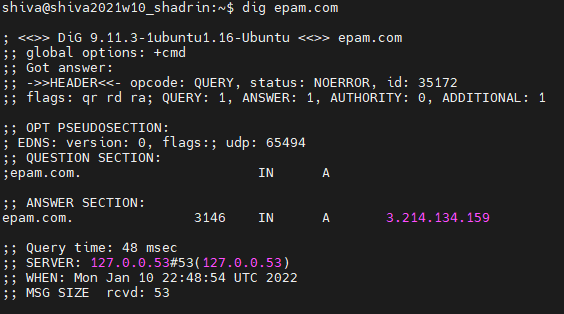 shiva@shiva2021w10_shadrin:~$ dig epam.com

; <<>> DiG 9.11.3-1ubuntu1.16-Ubuntu <<>> epam.com
;; global options: +cmd
;; Got answer:
;; ->>HEADER<<- opcode: QUERY, status: NOERROR, id: 35172
;; flags: qr rd ra; QUERY: 1, ANSWER: 1, AUTHORITY: 0, ADDITIONAL: 1

;; OPT PSEUDOSECTION:
; EDNS: version: 0, flags:; udp: 65494
;; QUESTION SECTION:
;epam.com. IN A

;; ANSWER SECTION:
epam.com. 3146 IN A 3.214.134.159

;; Query time: 48 msec
;; SERVER: 127.0.0.53#53(127.0.0.53)
;; WHEN: Mon Jan 10 22:48:54 UTC 2022
;; MSG SIZE rcvd: 53